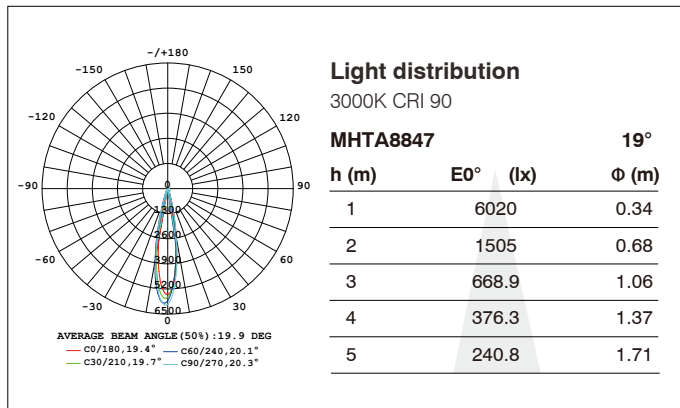 -/+180
-150
150
-120
120
-90
0
90
1300
2600
-60
60
3900
5200
-30
30
6500
0
AVERAGE BEAM ANGLE(50%):19.9 DEG
C0/180,19.4° C60/240,20.1°
C30/210,19.7° C90/270,20.3°
Light distribution
3000K CRI 90
MHTA8847 19°
h (m) E0° (lx) Φ (m)
1 6020 0.34
2 1505 0.68
3 668.9 1.06
4 376.3 1.37
5 240.8 1.71